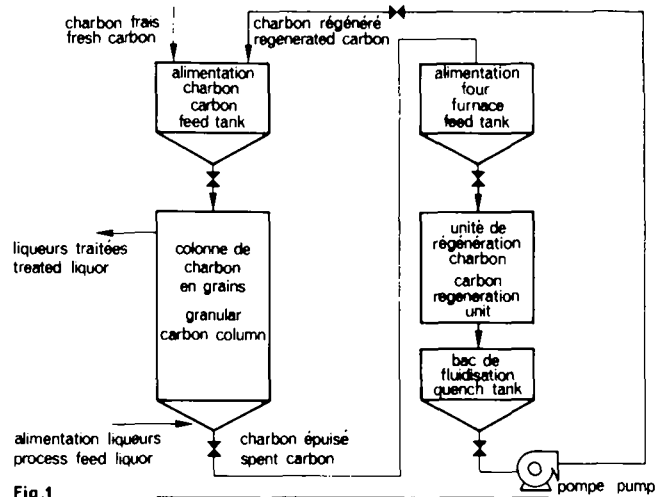 charbon frais
fresh carbon
charbon régénéré
regenerated carbon
alimentation
charbon
carbon
feed tank
alimentation
four
furnace
feed tank
liqueurs traitées
treated liquor
colonne de
charbon
en grains
granular
carbon column
unité de
régénération
charbon
carbon
regeneration
unit
bac de
fluidisation
quench tank
alimentation liqueurs
process feed liquor
charbon épuisé
spent carbon
pompe pump
Fig.1